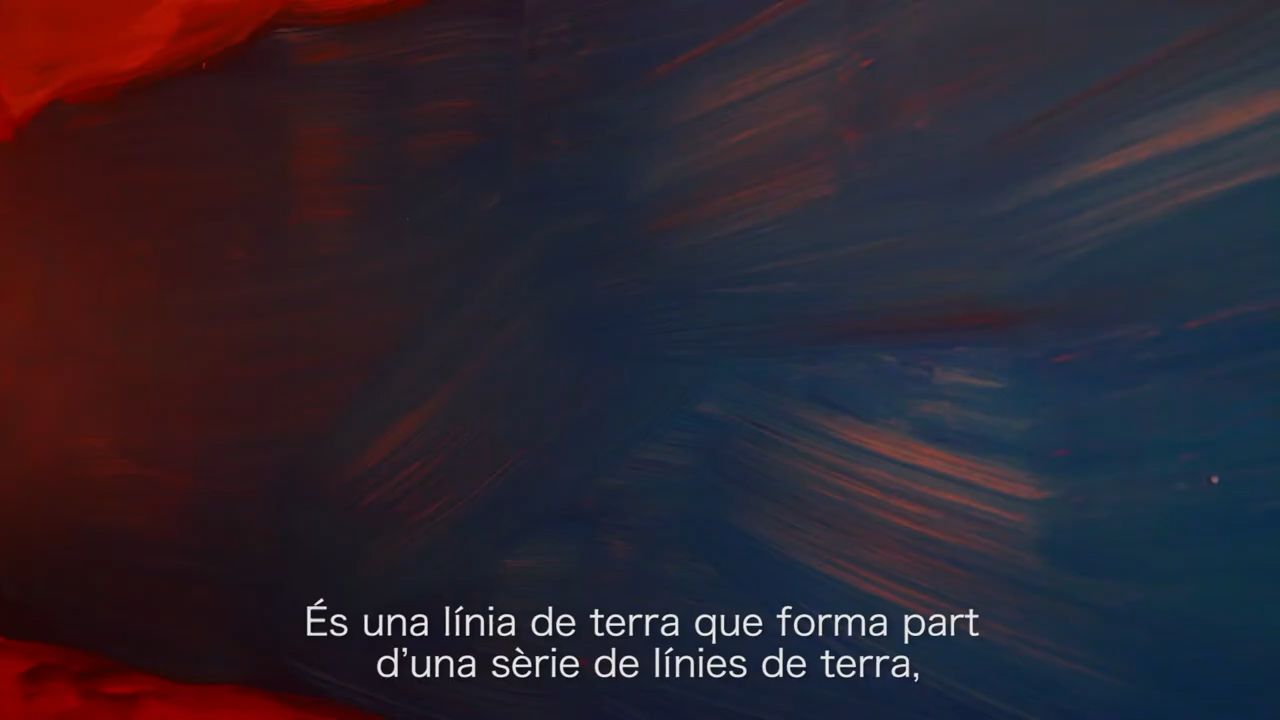 És una línia de terra que forma part
d’una sèrie de línies de terra,